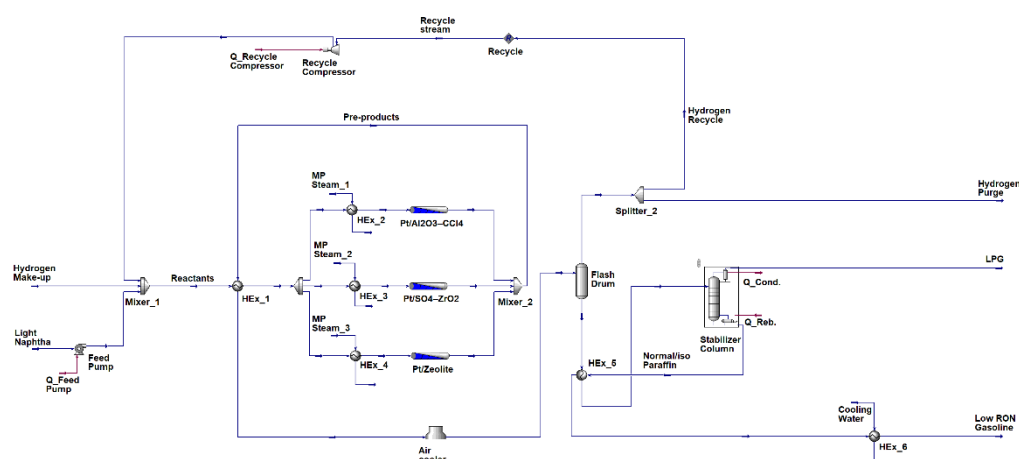 Recycle
stream
Q_Recycle
Compressor
Recycle
Compressor
Recycle
Hydrogen
Recycle
Pre-products
MP
Steam_1
HEx_2
Pt/Al2O3–CCl4
Hydrogen
Purge
Splitter_2
MP
Steam_2
HEx_3
Pt/SO4–ZrO2
Mixer_2
Hydrogen
Make-up
Mixer_1
Reactants
HEx_1
Flash
Drum
LPG
Q_Cond.
Q_Reb.
Stabilizer
Column
MP
Steam_3
HEx_4
Pt/Zeolite
Light
Naphtha
Feed
Pump
Q_Feed
Pump
HEx_5
Normal/iso
Paraffin
Cooling
Water
HEx_6
Low RON
Gasoline
Air